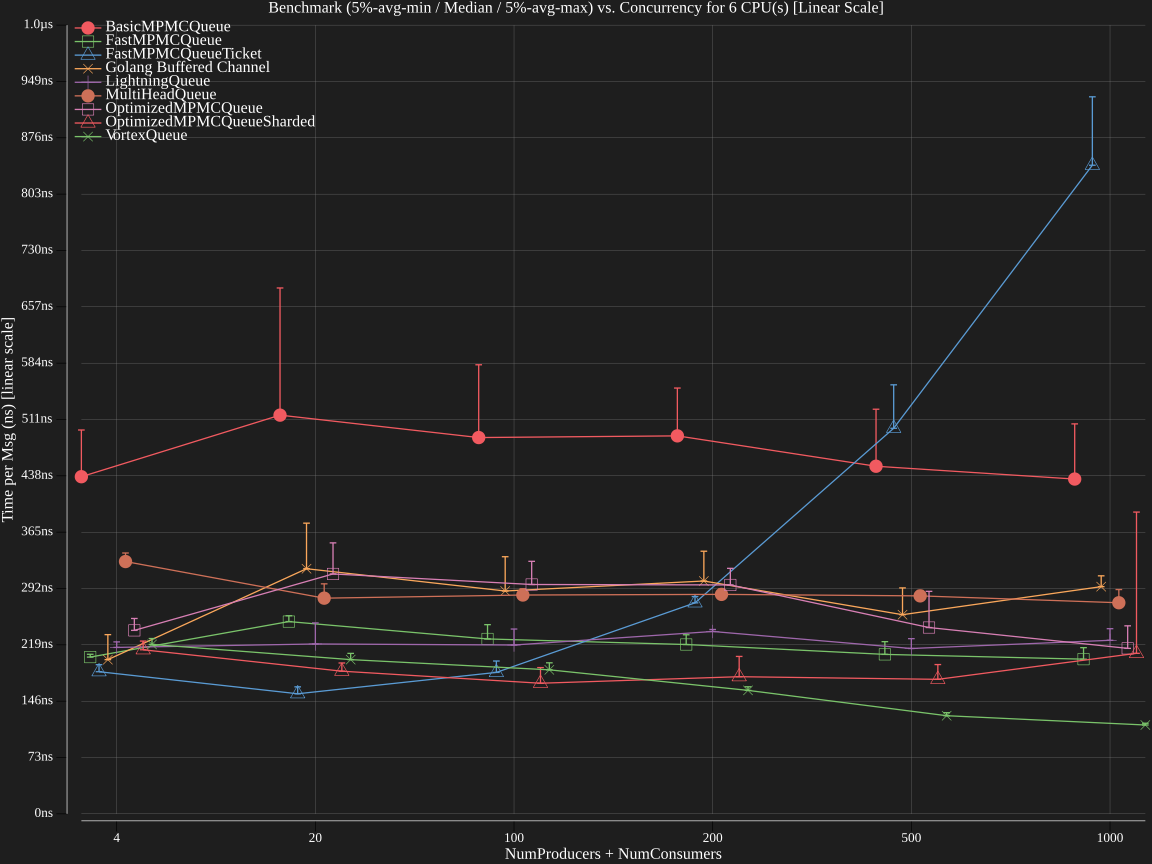 Benchmark (5%-avg-min / Median / 5%-avg-max) vs. Concurrency for 6 CPU(s) [Linear Scale]
1.0µs
949ns
876ns
803ns
730ns
657ns
584ns
511ns
438ns
365ns
292ns
219ns
146ns
73ns
0ns
Time per Msg (ns) [linear scale]
BasicMPMCQueue
FastMPMCQueue
FastMPMCQueueTicket
Golang Buffered Channel
LightningQueue
MultiHeadQueue
OptimizedMPMCQueue
OptimizedMPMCQueueSharded
VortexQueue
4 20 100 200 500 1000
NumProducers + NumConsumers